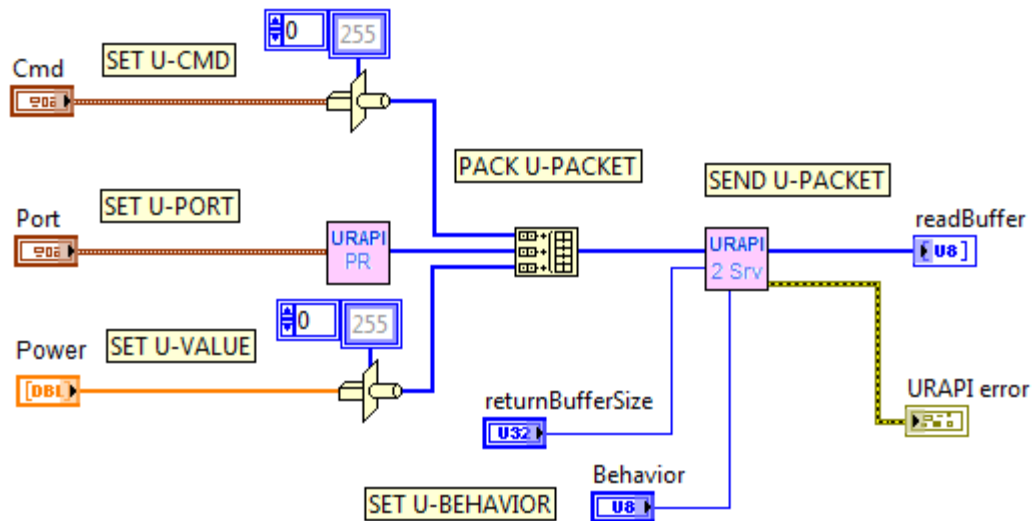 0
255
SET U-CMD
Cmd
PACK U-PACKET
SEND U-PACKET
SET U-PORT
Port
readBuffer
URAPI
PR
URAPI
2 Srv
[U8]
0
255
SET U-VALUE
Power
[DBL]
returnBufferSize
U32
URAPI error
Behavior
SET U-BEHAVIOR
U8